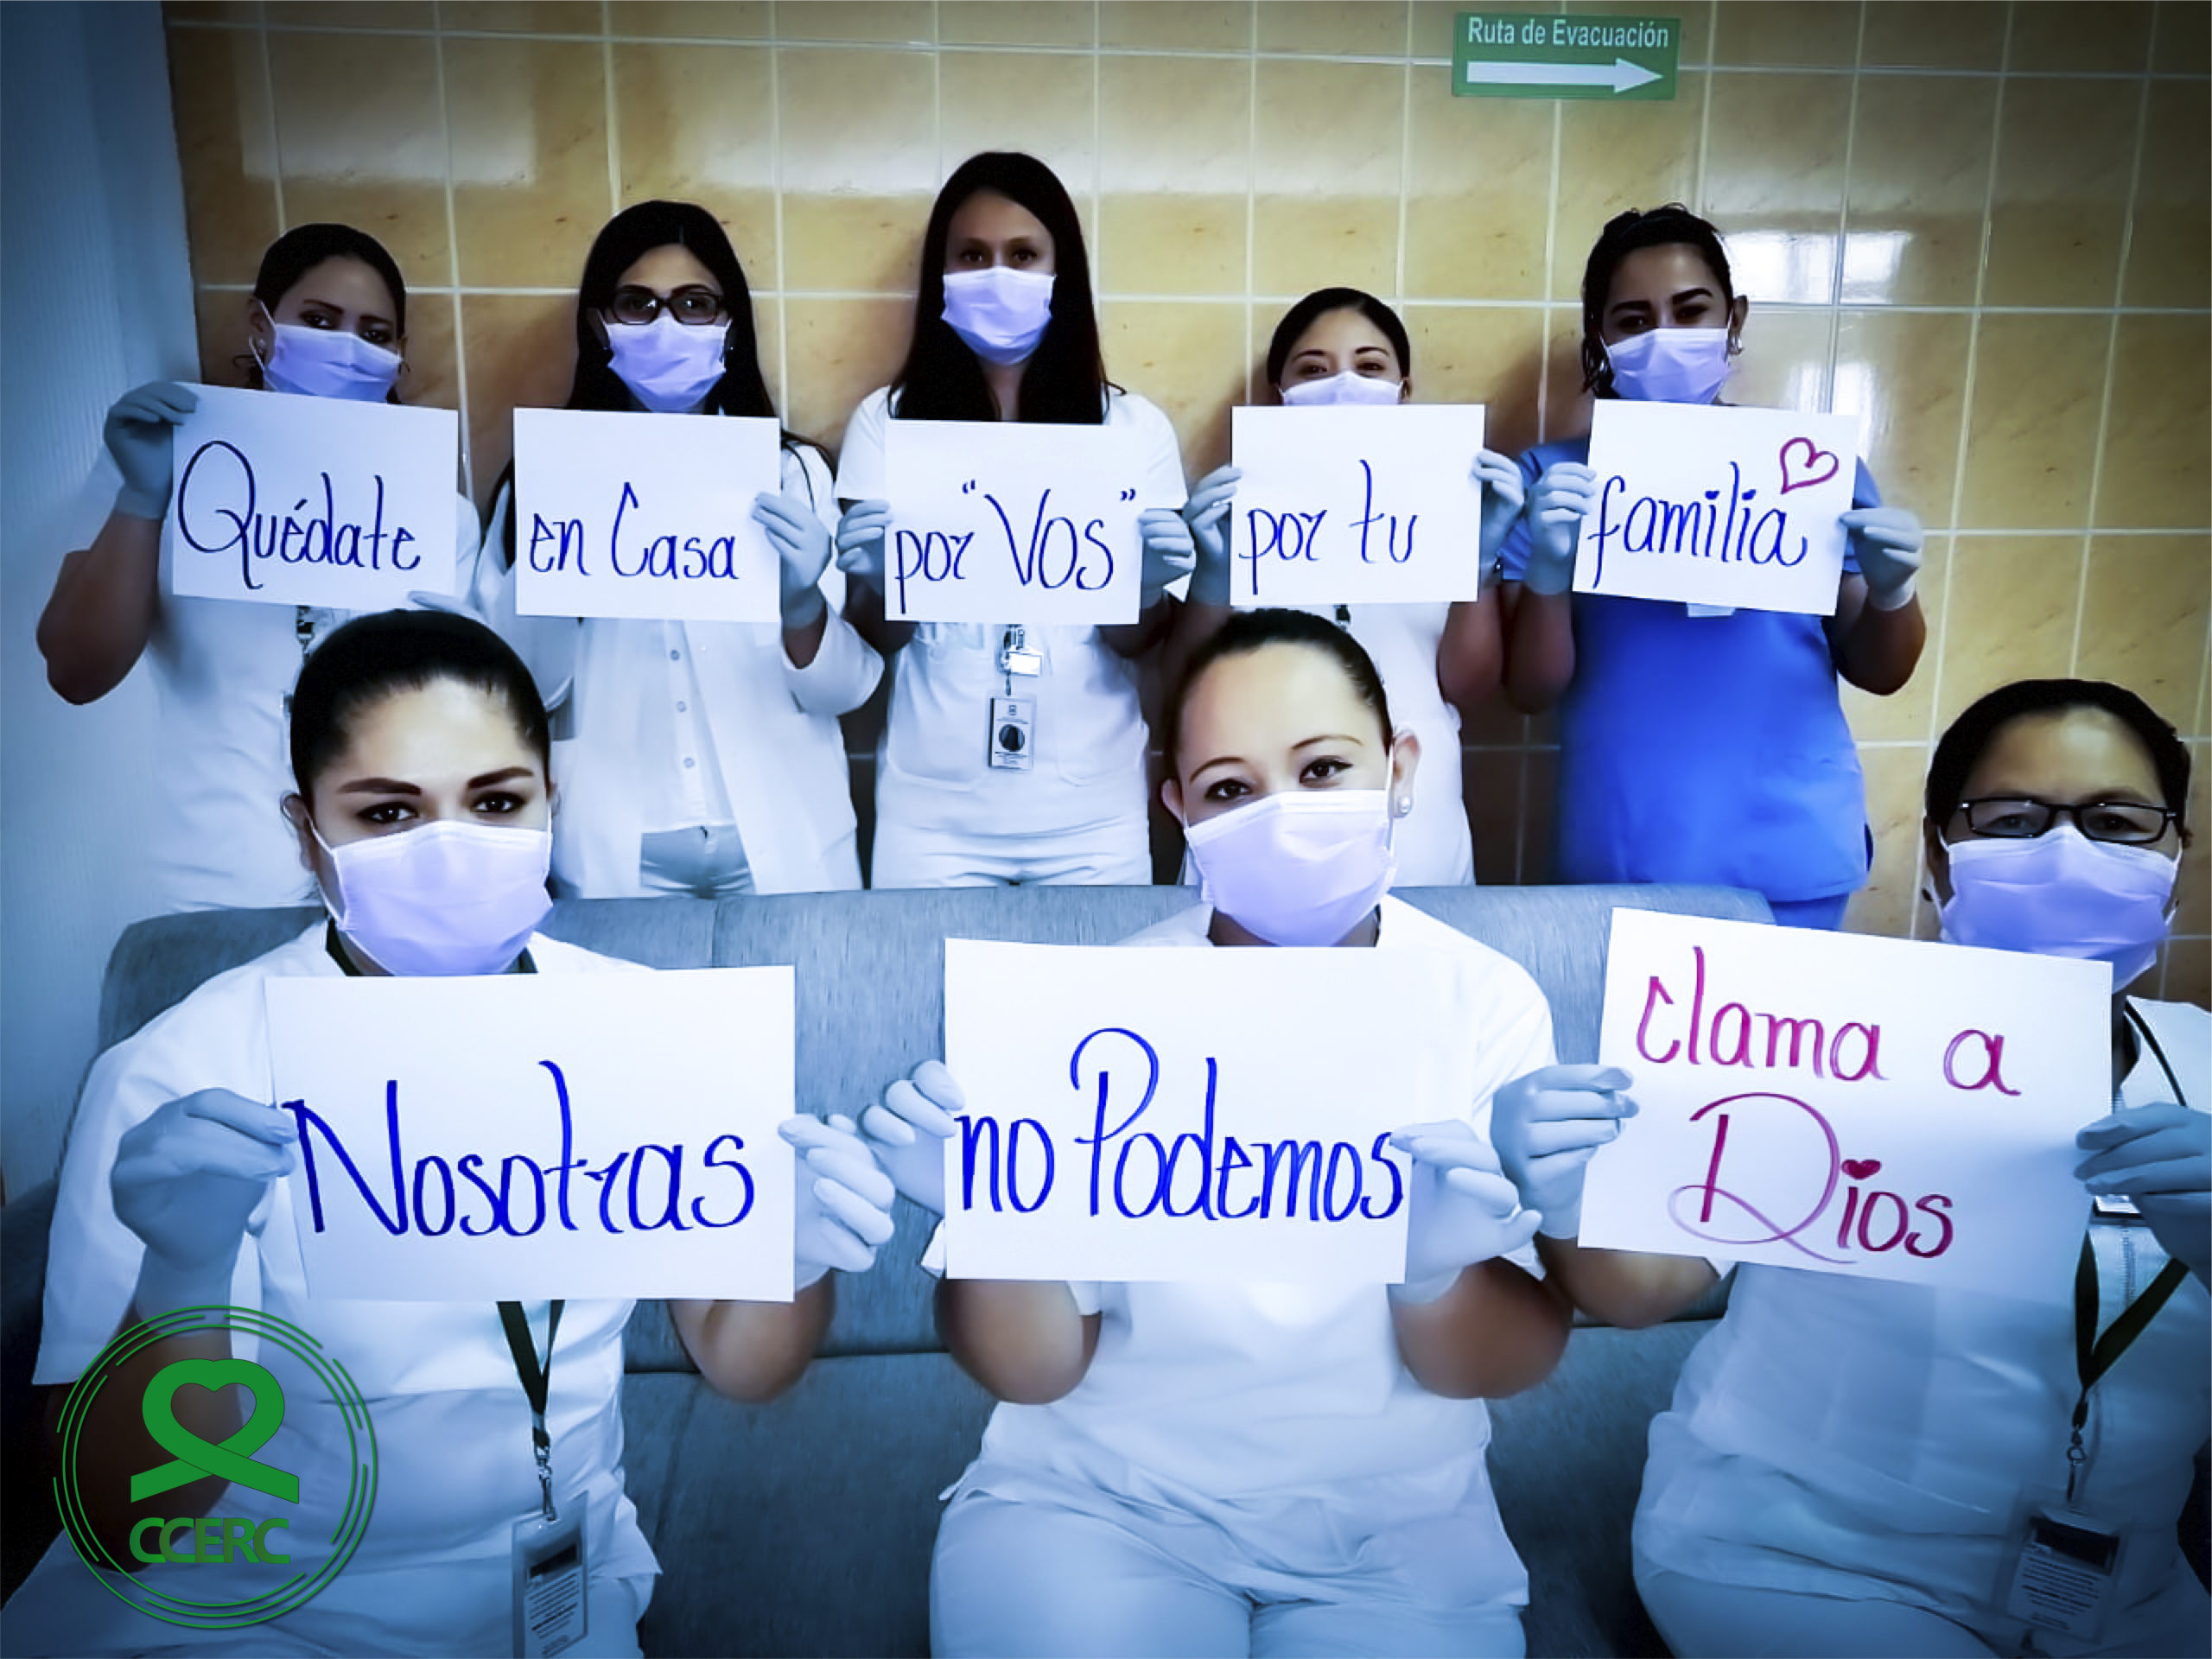 Ruta de Evacuación
Quédate
en Casa
por "Vos"
por tu
familia
Nosotras
no Podemos
clama a
Dios
CCERC